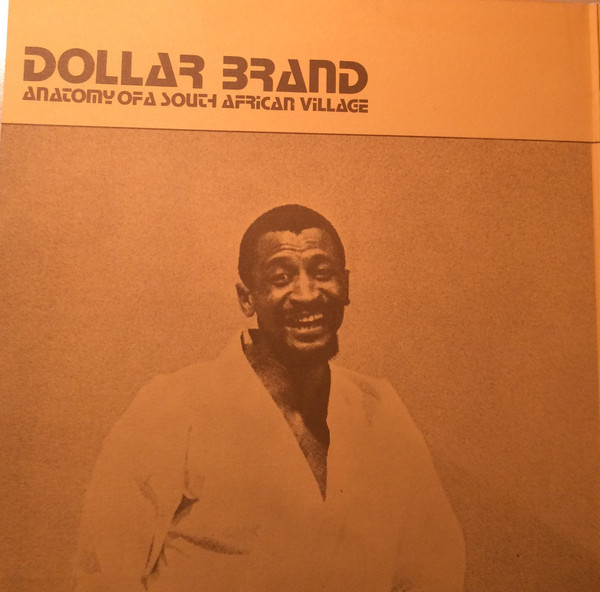 DOLLAR BRAND
ANATOMY OF A SOUTH AFRICAN VILLAGE